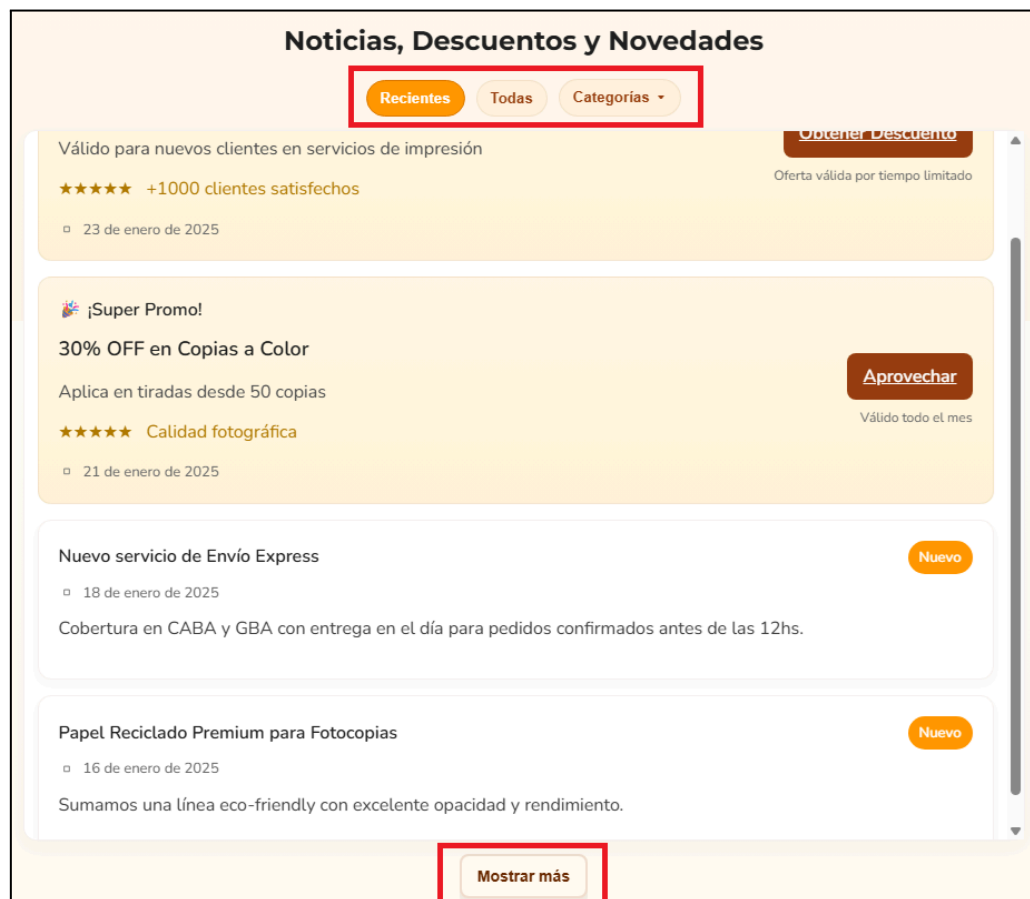 Noticias, Descuentos y Novedades
Recientes Todas Categorías
Obtener Descuento
Válido para nuevos clientes en servicios de impresión
Oferta válida por tiempo limitado
★★★★★ +1000 clientes satisfechos
23 de enero de 2025
🎉 ¡Super Promo!
30% OFF en Copias a Color
Aprovechar
Aplica en tiradas desde 50 copias
Válido todo el mes
★★★★★ Calidad fotográfica
21 de enero de 2025
Nuevo servicio de Envío Express Nuevo
18 de enero de 2025
Cobertura en CABA y GBA con entrega en el día para pedidos confirmados antes de las 12hs.
Papel Reciclado Premium para Fotocopias Nuevo
16 de enero de 2025
Sumamos una línea eco-friendly con excelente opacidad y rendimiento.
Mostrar más